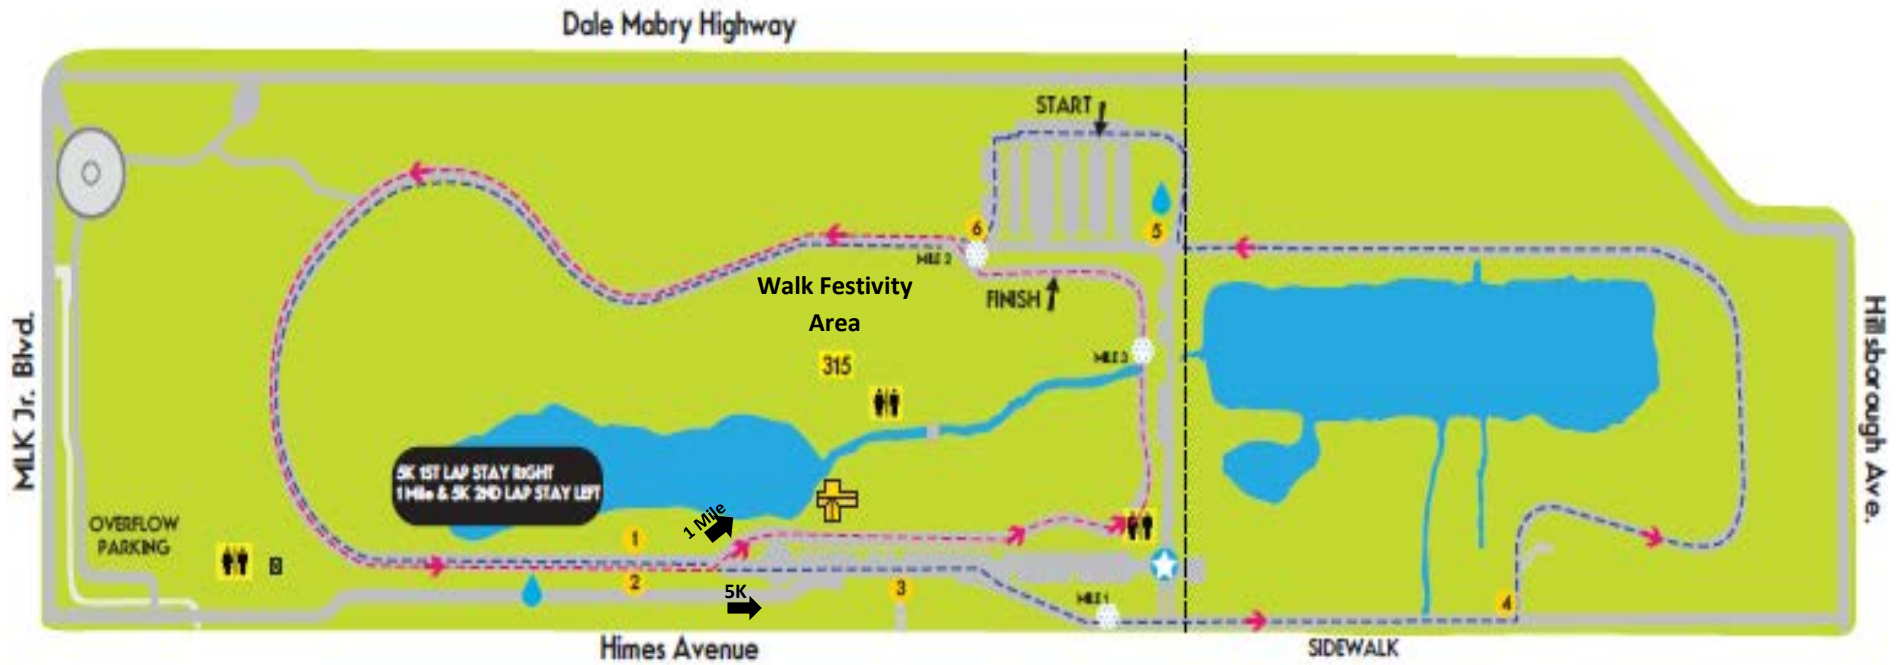 Dale Mabry Highway
START
6
5
MILE 2
Walk Festivity
Area
FINISH
315
MILE 3
MLK Jr. Blvd.
Hillsborough Ave.
5K 1ST LAP STAY RIGHT
1 Mile & 5K 2ND LAP STAY LEFT
1 Mile
OVERFLOW
PARKING
1
2
5K
3
MILE 1
4
Himes Avenue
SIDEWALK